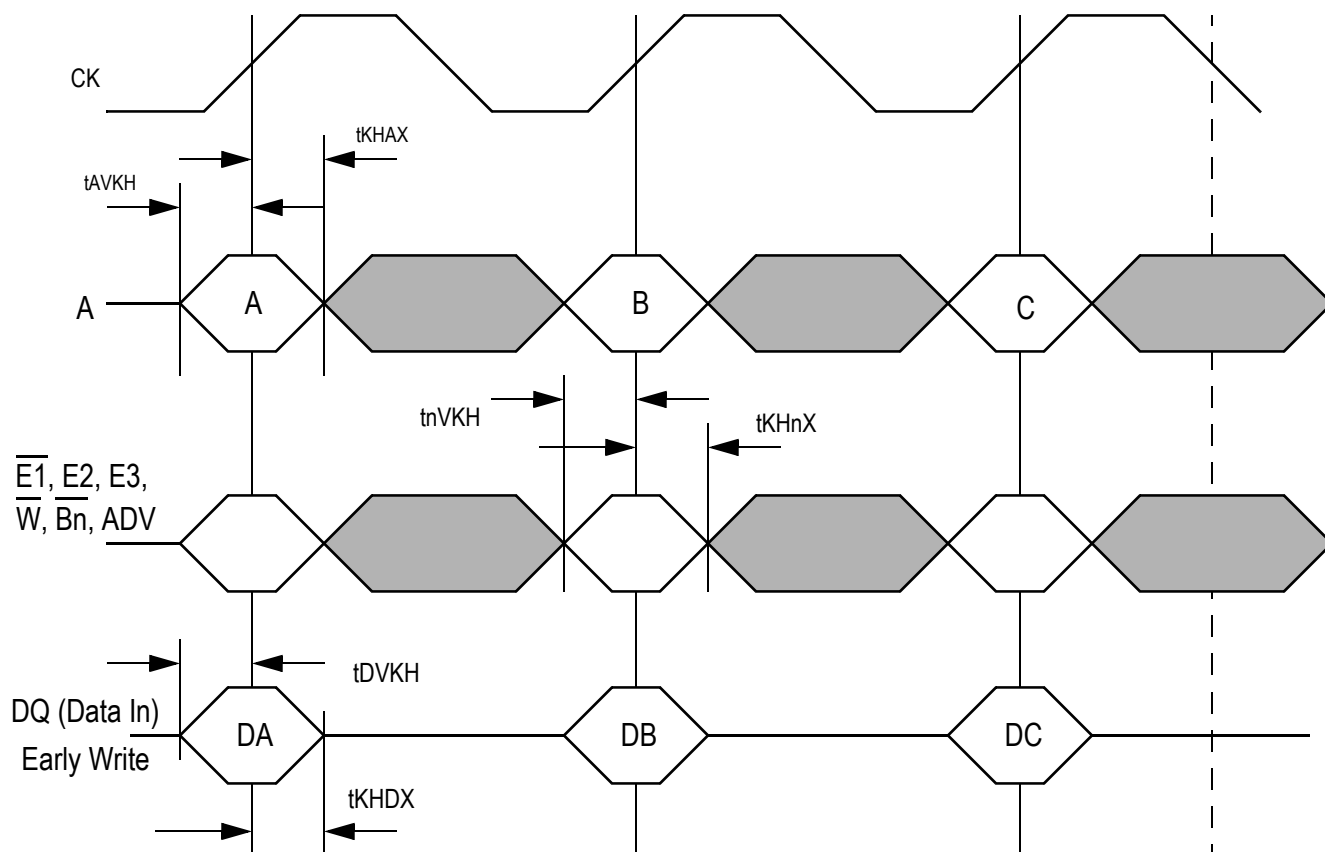 CK
tKHAX
tAVKH
A
A
B
C
tnVKH
tKHnX
E1, E2, E3,
W, Bn, ADV
tDVKH
DQ (Data In)
Early Write
DA
DB
DC
tKHDX